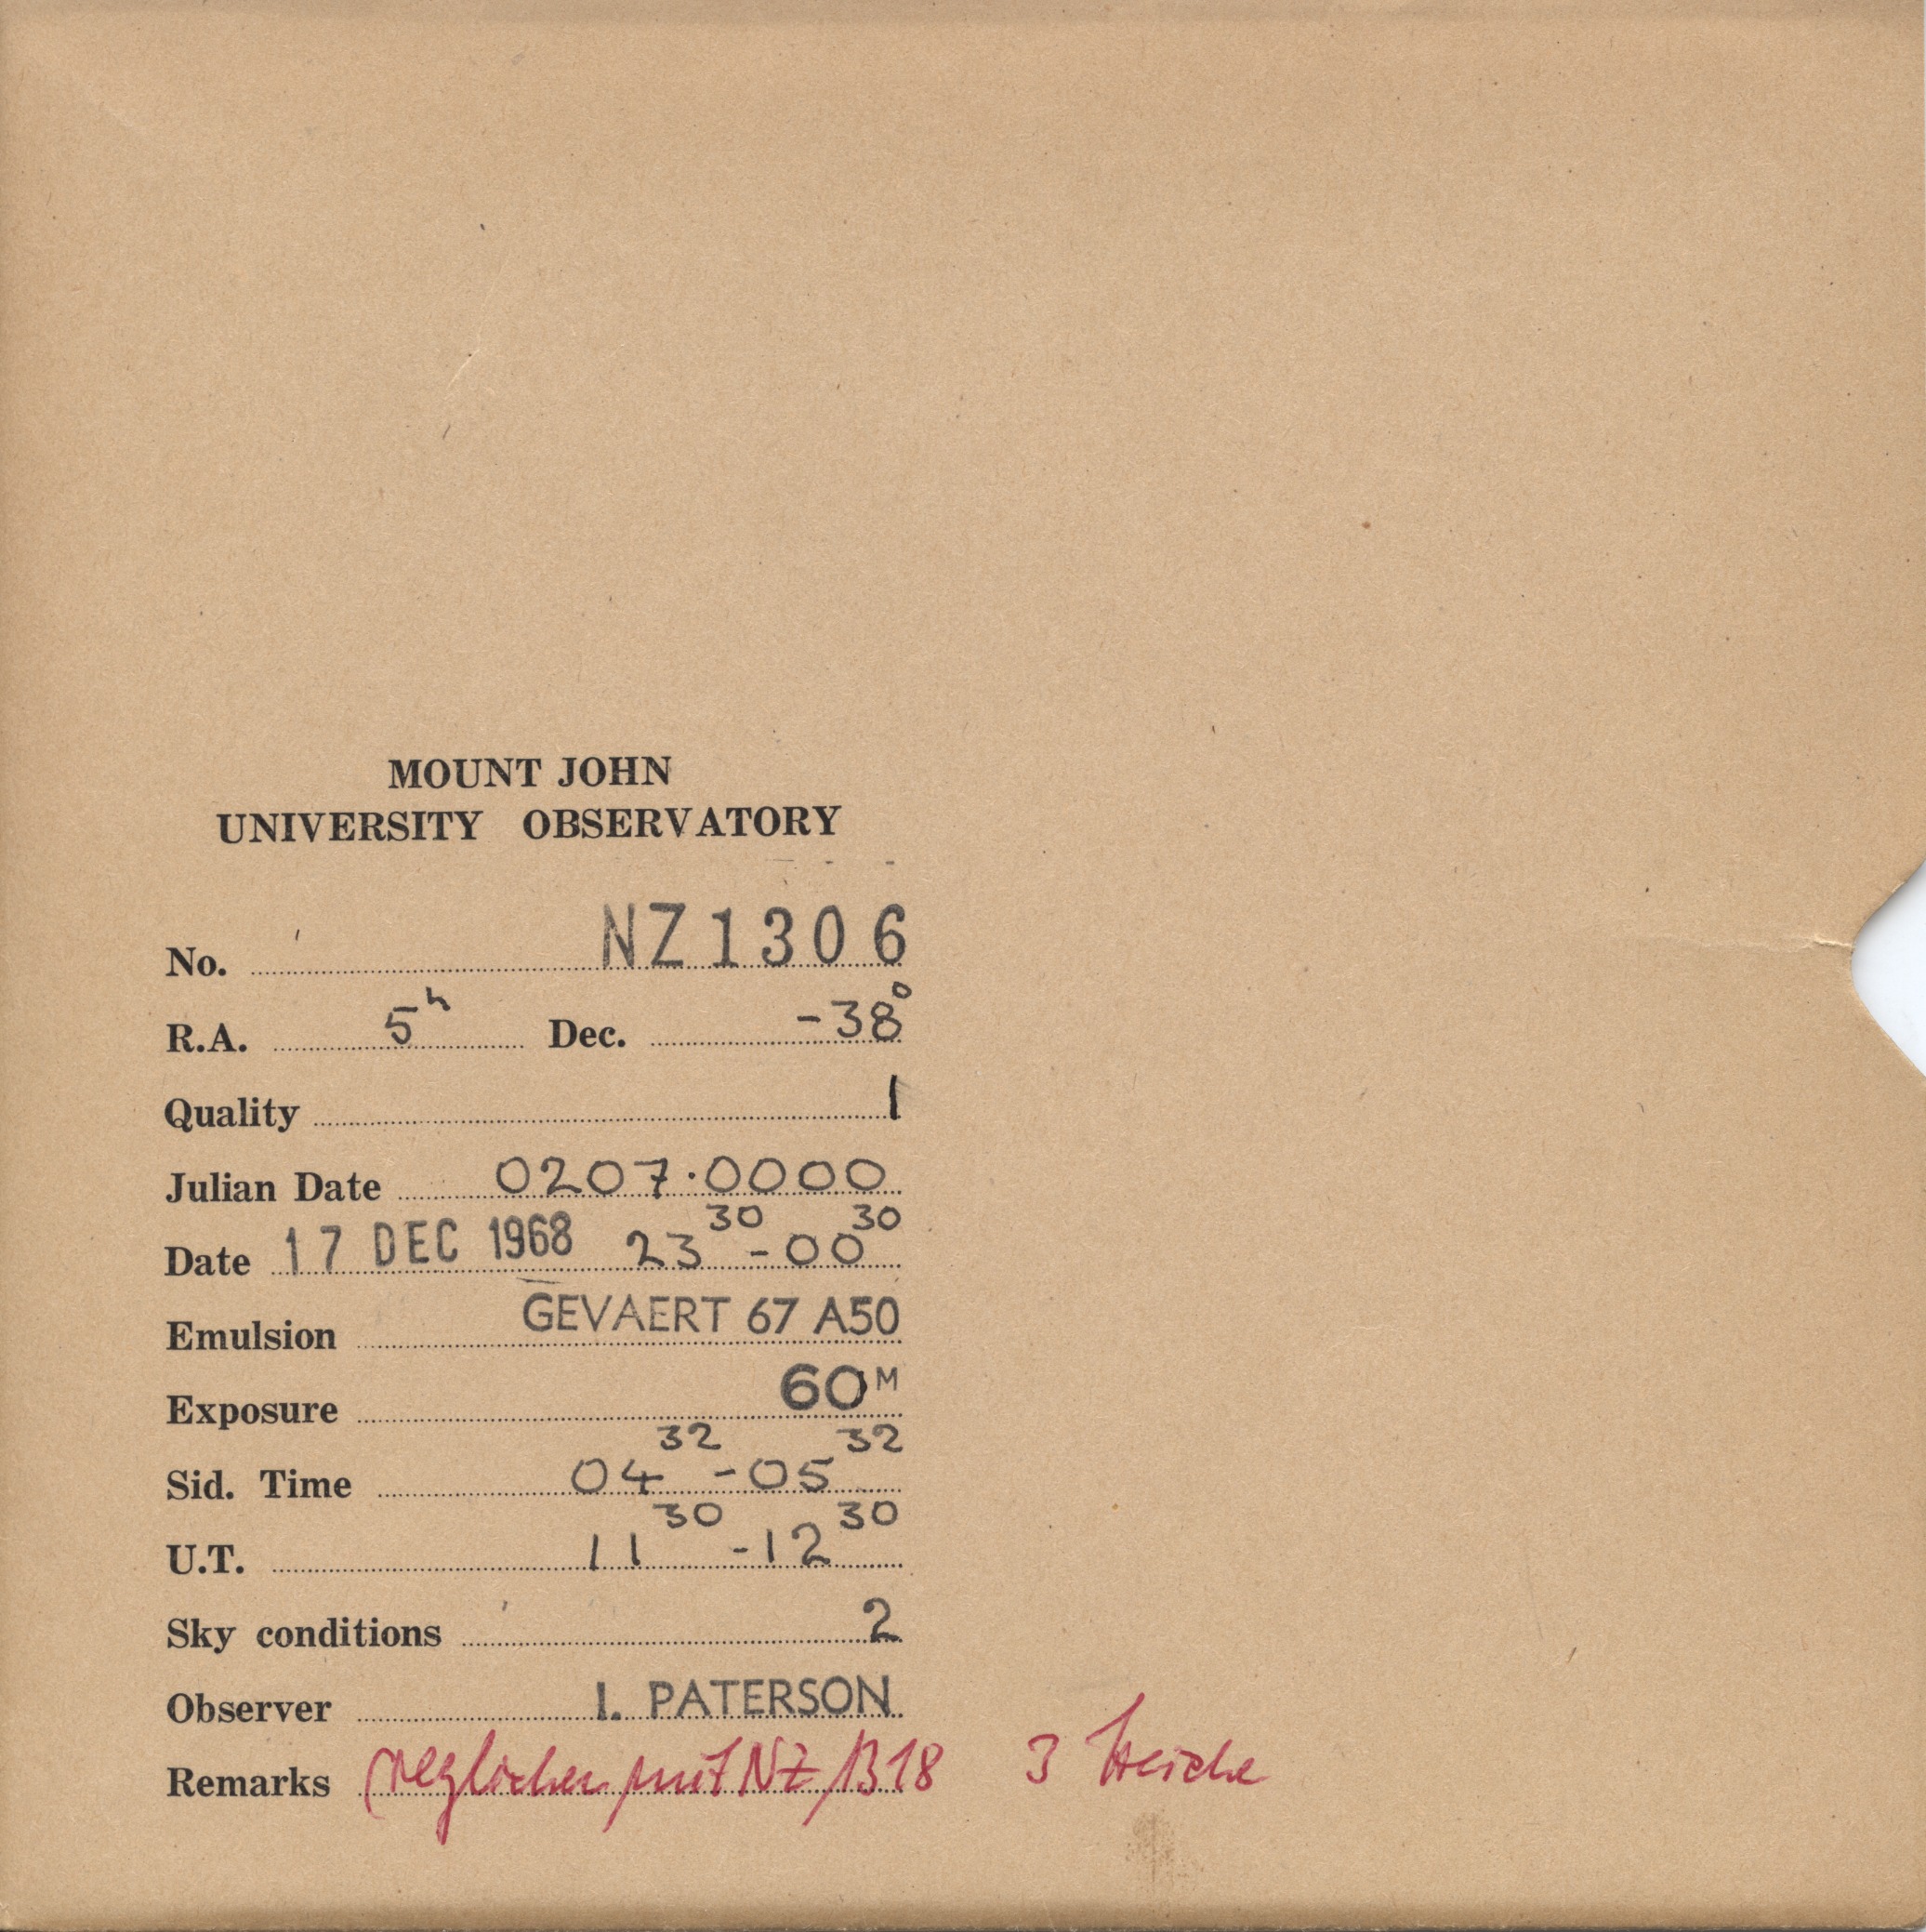 MOUNT JOHN
UNIVERSITY OBSERVATORY
No. NZ1306
R.A. 5h Dec. -38°
Quality 1
Julian Date 0207.0000
Date 17 DEC 1968 23 30 - 00 30
Emulsion GEVAERT 67 A50
Exposure 60M
Sid. Time 04 32 - 05 32
U.T. 11 30 - 12 30
Sky conditions 2
Observer I. PATERSON
Remarks mit NZ 1318 3